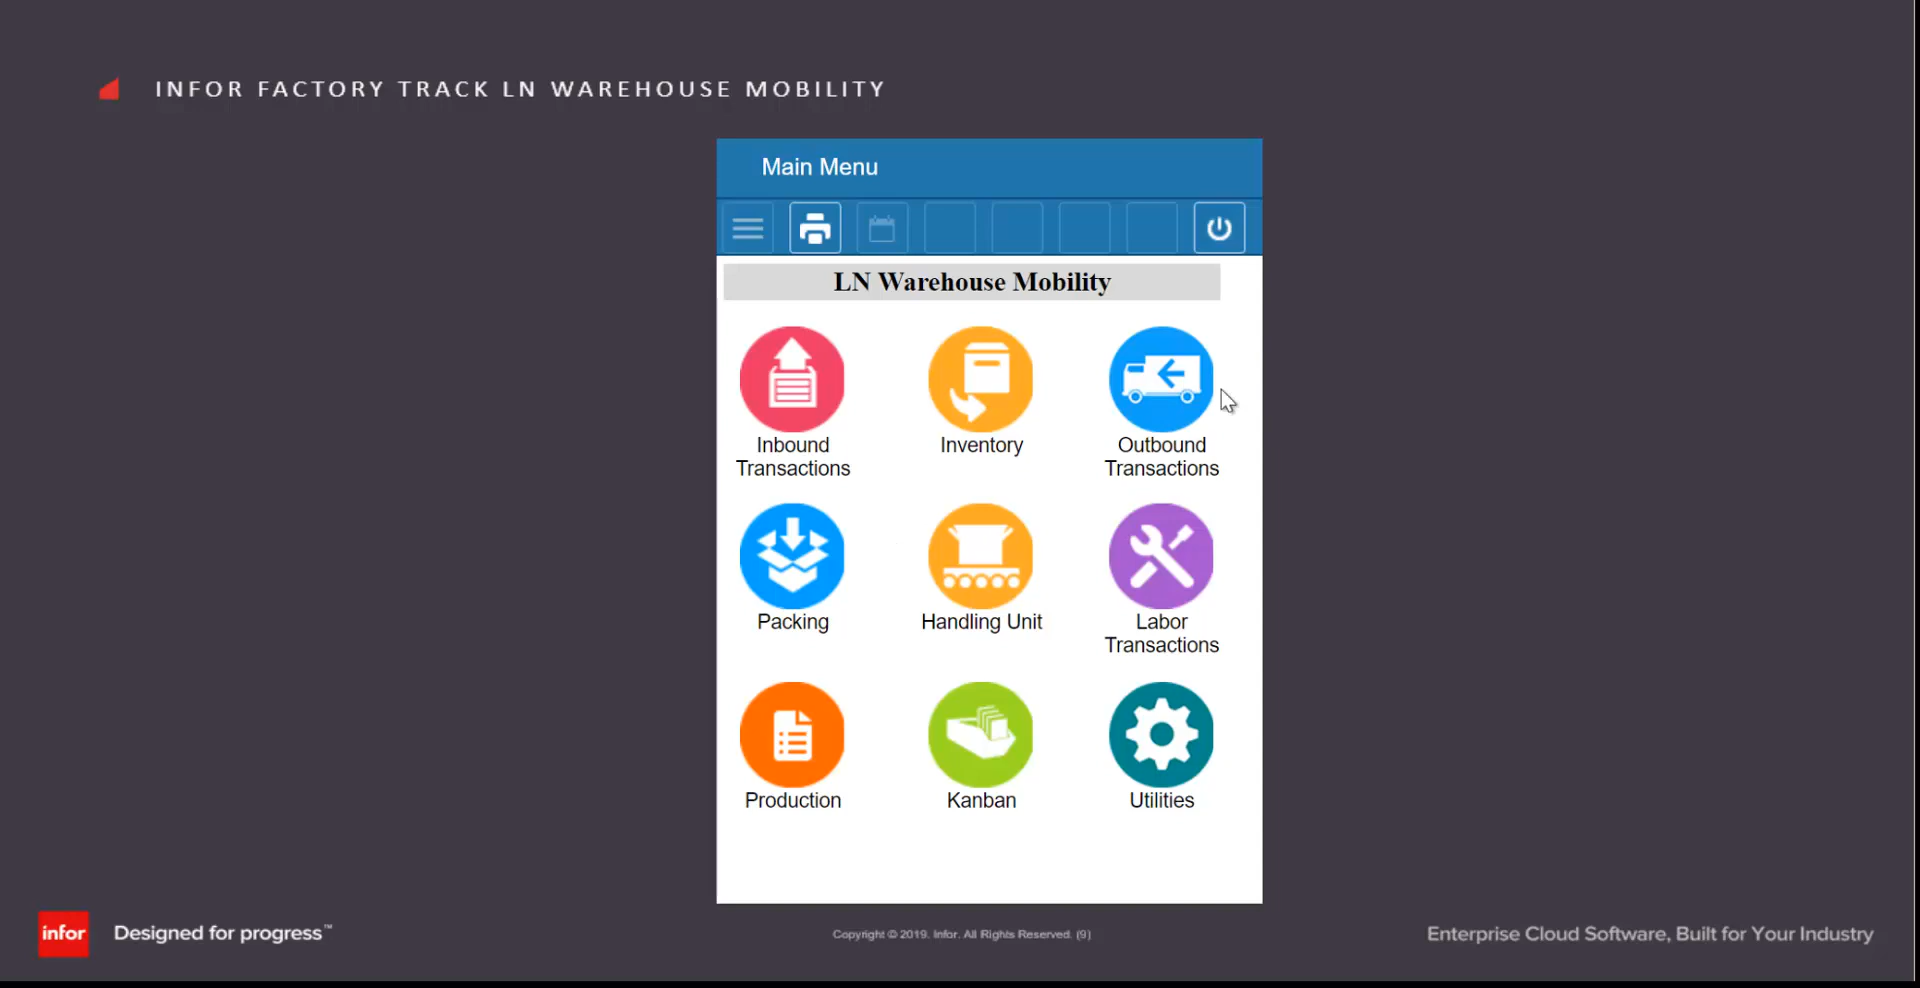 INFOR FACTORY TRACK LN WAREHOUSE MOBILITY
Main Menu
LN Warehouse Mobility
Inbound
Transactions
Inventory
Outbound
Transactions
Packing
Handling Unit
Labor
Transactions
Production
Kanban
Utilities
infor
Designed for progress™
Copyright © 2019. Infor. All Rights Reserved. (9)
Enterprise Cloud Software, Built for Your Industry